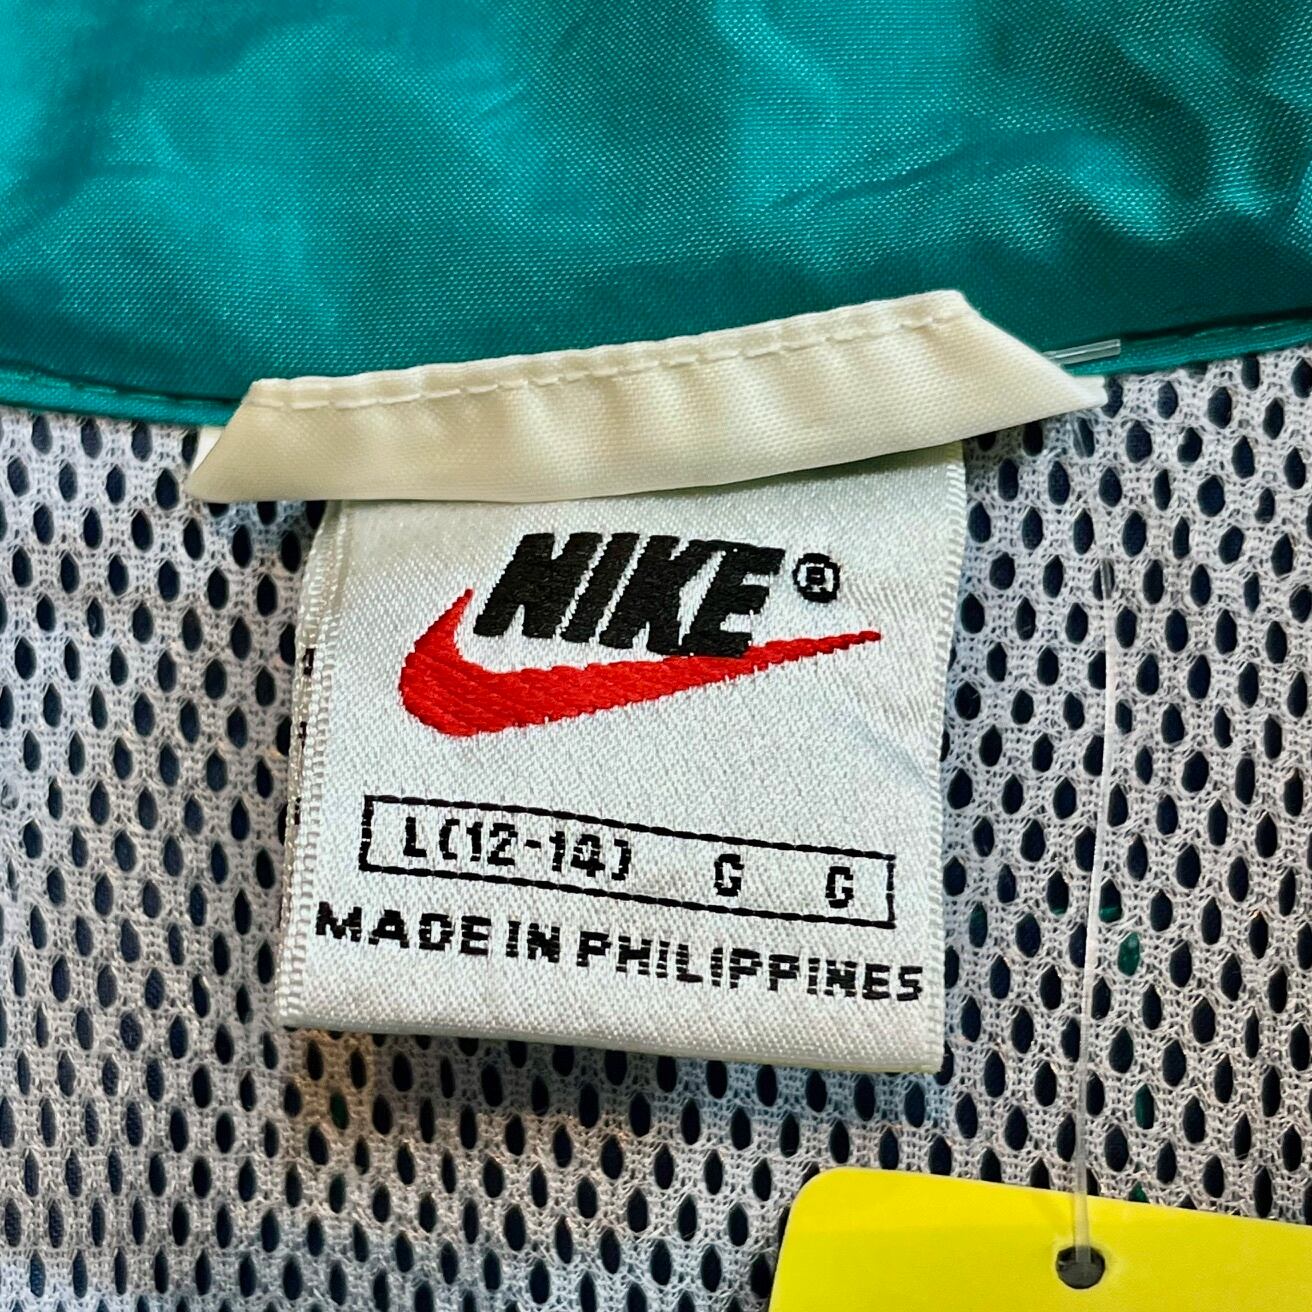 NIKE®
L(12-14) G G
MADE IN PHILIPPINES